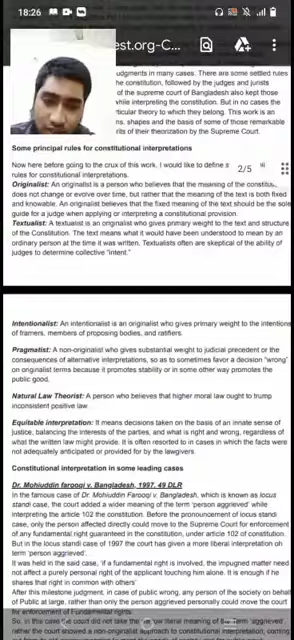 18:26
est.org-C...
udgments in many cases. There are some settled rules
he constitution, followed by the judges and jurists
of the supreme court of Bangladesh also kept those
while interpreting the constitution. But in no cases the
rticular theory to which they belong. This work is an
ns, shapes and the basis of some of those remarkable
rits of their theorization by the Supreme Court.
Some principal rules for constitutional interpretations
Now here before going to the crux of this work, I would like to define s
2/5
rules for constitutional interpretations.
Originalist: An originalist is a person who believes that the meaning of the constitu
does not change or evolve over time, but rather that the meaning of the text is both fixed
and knowable. An originalist believes that the fixed meaning of the text should be the sole
guide for a judge when applying or interpreting a constitutional provision.
Textualist: A textualist is an originalist who gives primary weight to the text and structure
of the Constitution. The text means what it would have been understood to mean by an
ordinary person at the time it was written. Textualists often are skeptical of the ability of
judges to determine collective "intent."
Intentionalist: An intentionalist is an originalist who gives primary weight to the intentions
of framers, members of proposing bodies, and ratifiers.
Pragmatist: A non-originalist who gives substantial weight to judicial precedent or the
consequences of alternative interpretations, so as to sometimes favor a decision "wrong"
on originalist terms because it promotes stability or in some other way promotes the
public good.
Natural Law Theorist: A person who believes that higher moral law ought to trump
inconsistent positive law
Equitable interpretation: It means decisions taken on the basis of an innate sense of
justice, balancing the interests of the parties, and what is right and wrong, regardless of
what the written law might provide. It is often resorted to in cases in which the facts were
not adequately anticipated or provided for by the lawgivers.
Constitutional interpretation in some leading cases
Dr. Mohiuddin farooqi v. Bangladesh, 1997, 49 DLR
In the famous case of Dr. Mohiuddin Farooqi v. Bangladesh, which is known as locus
standi case, the court added a wider meaning of the term 'person aggrieved' while
interpreting the article 102 the constitution. Before the pronouncement of locus standi
case, only the person affected directly could move to the Supreme Court for enforcement
of any fundamental right guaranteed in the constitution, under article 102 of constitution.
But in the locus standi case of 1997 the court has given a more liberal interpretation oh
term 'person aggrieved'.
It was held in the said case, 'if a fundamental right is involved, the impugned matter need
not affect a purely personal right of the applicant touching him alone. It is enough if he
shares that right in common with others'
After this milestone judgment, in case of public wrong, any person of the society on behalf
of Public at large, rather than only the person aggrieved personally could move the court
for enforcement of Fundamental rights.
So, in this case the court did not take the narrow literal meaning of the term 'aggrieved',
rather the court showed a non-originalist approach to constitutional interpretation,